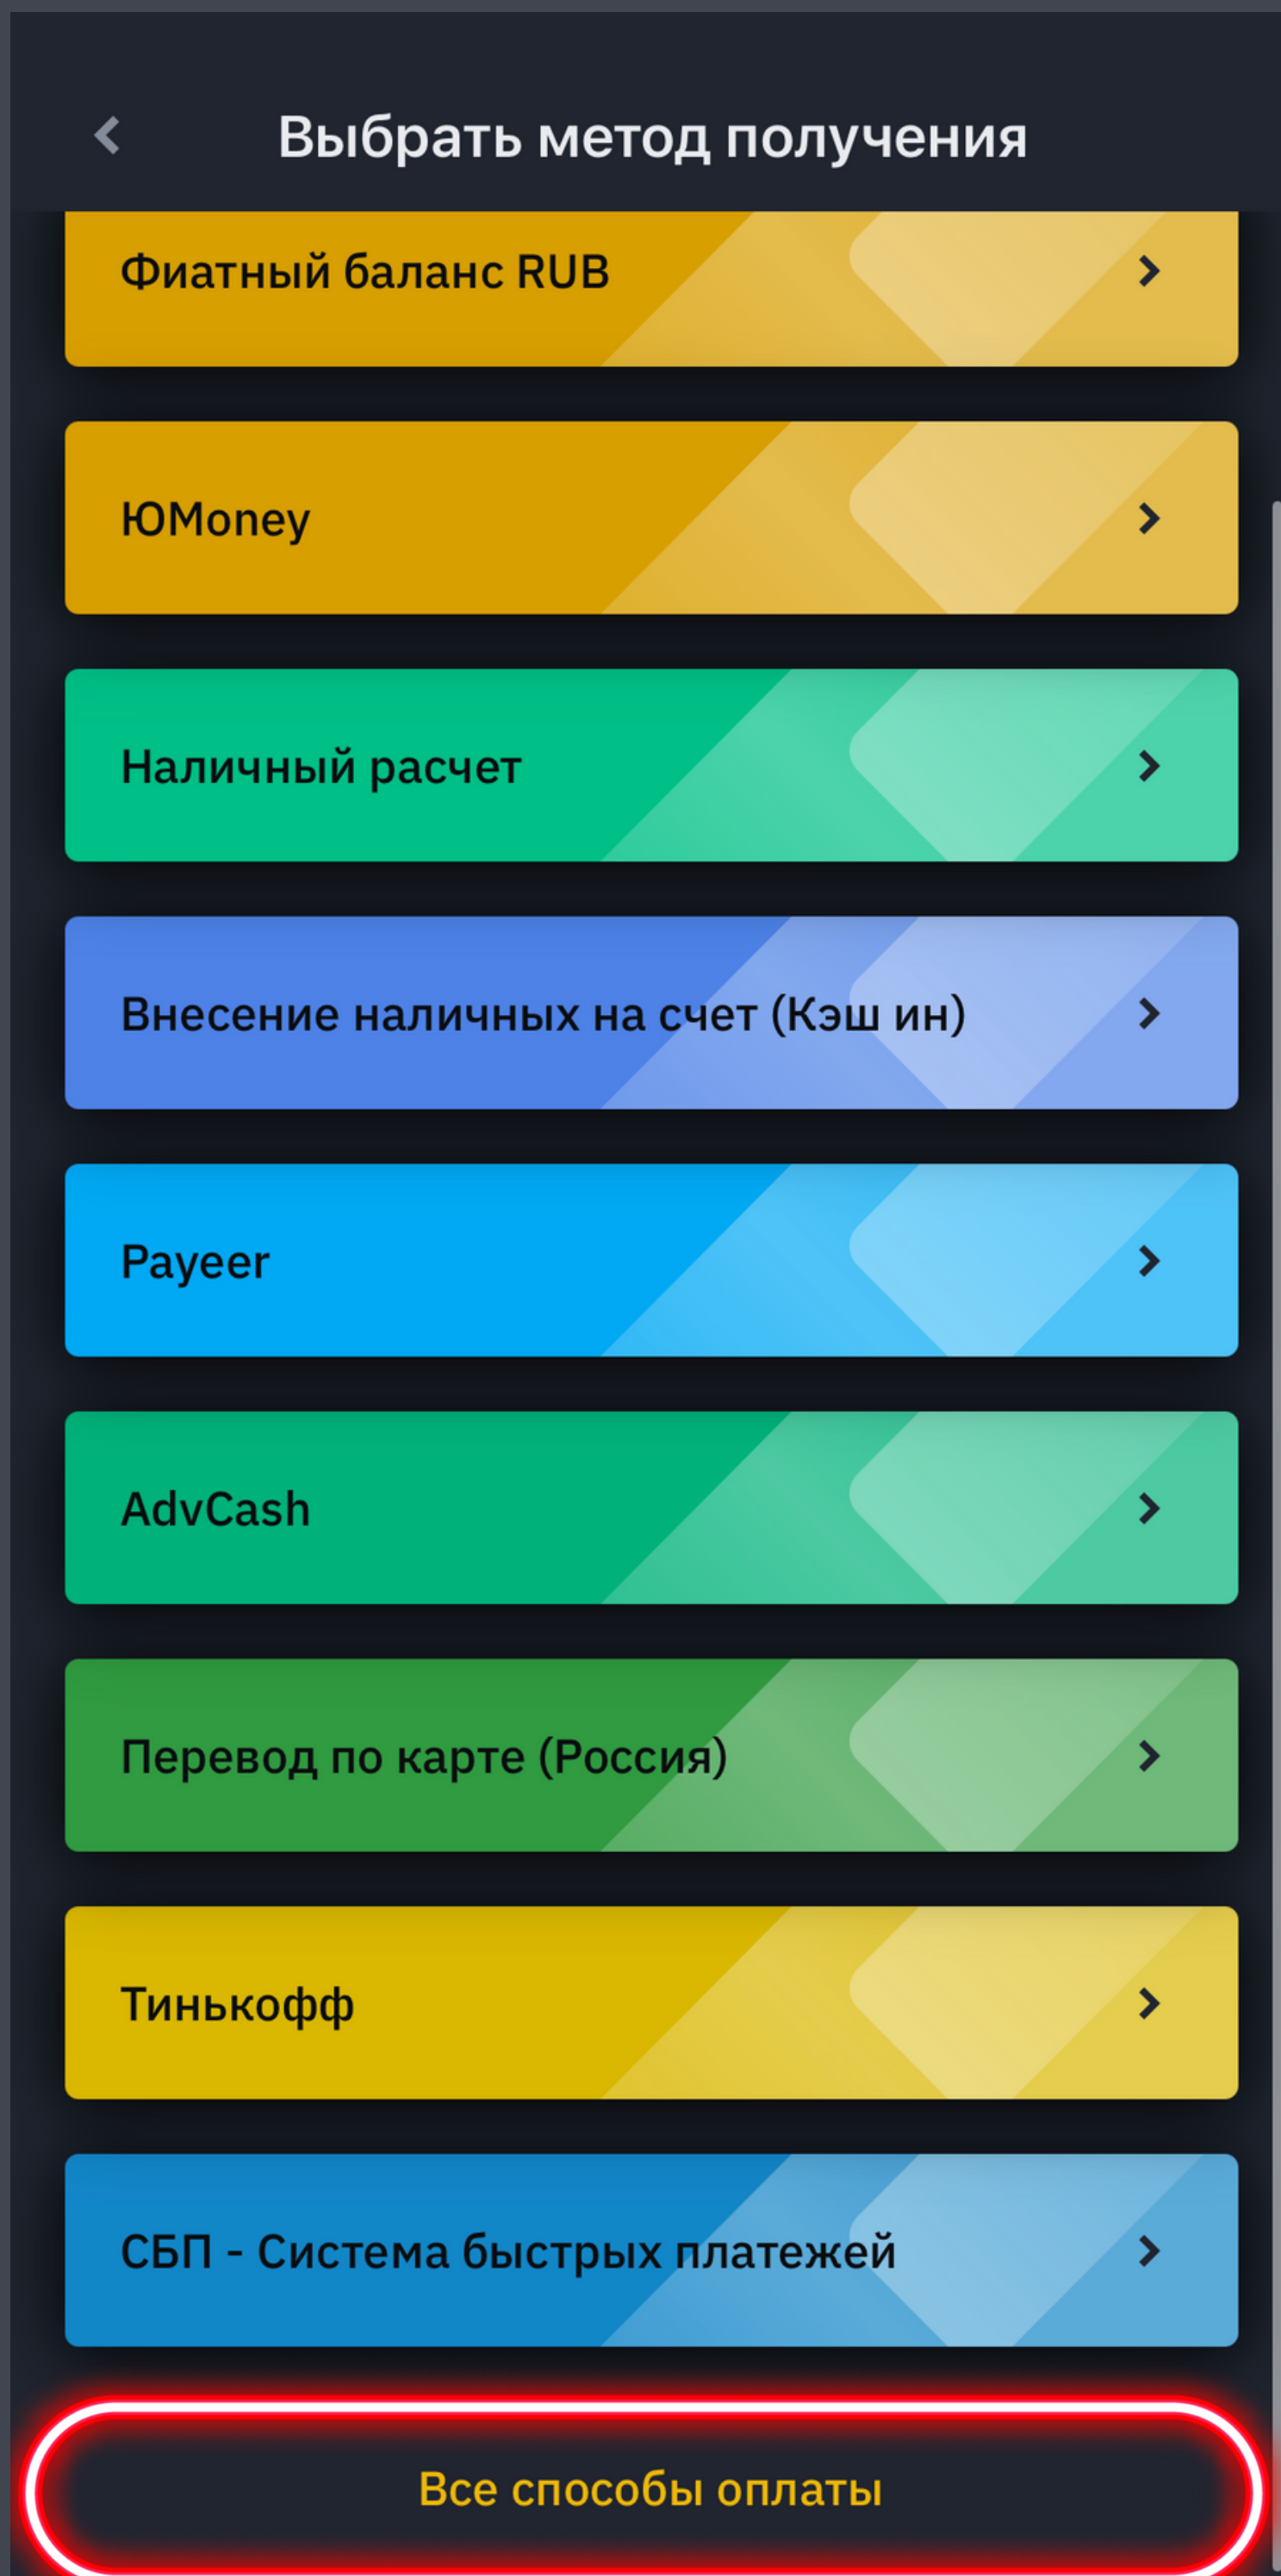 Выбрать метод получения
Фиатный баланс RUB
ЮMoney
Наличный расчет
Внесение наличных на счет (Кэш ин)
Payeer
AdvCash
Перевод по карте (Россия)
Тинькофф
СБП - Система быстрых платежей
Все способы оплаты